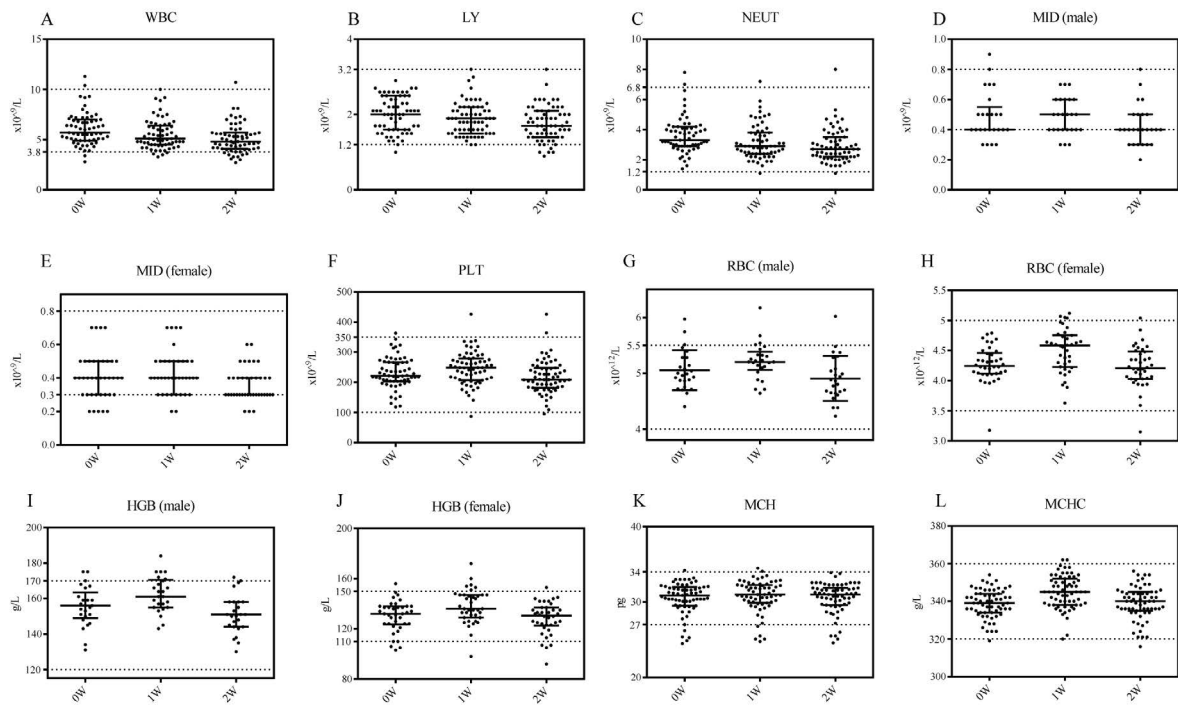 A WBC
15
10
5
3.8
0
x10^9/L
0W 1W 2W
B LY
4
3.2
2
1.2
0
x10^9/L
0W 1W 2W
C NEUT
10
8
6.8
6
4
2
1.2
0
x10^9/L
0W 1W 2W
D MID (male)
1.0
0.8
0.6
0.4
0.2
0.0
x10^9/L
0W 1W 2W
E MID (female)
0.8
0.6
0.4
0.3
0.2
0.0
x10^9/L
0W 1W 2W
F PLT
500
400
350
300
200
100
0
x10^9/L
0W 1W 2W
G RBC (male)
6
5.5
5
4
x10^12/L
0W 1W 2W
H RBC (female)
5.5
5
4.5
4.0
3.5
3.0
x10^12/L
0W 1W 2W
I HGB (male)
200
180
170
160
140
120
g/L
0W 1W 2W
J HGB (female)
200
160
150
130
110
80
g/L
0W 1W 2W
K MCH
40
34
30
27
20
pg
0W 1W 2W
L MCHC
380
360
340
320
300
g/L
0W 1W 2W